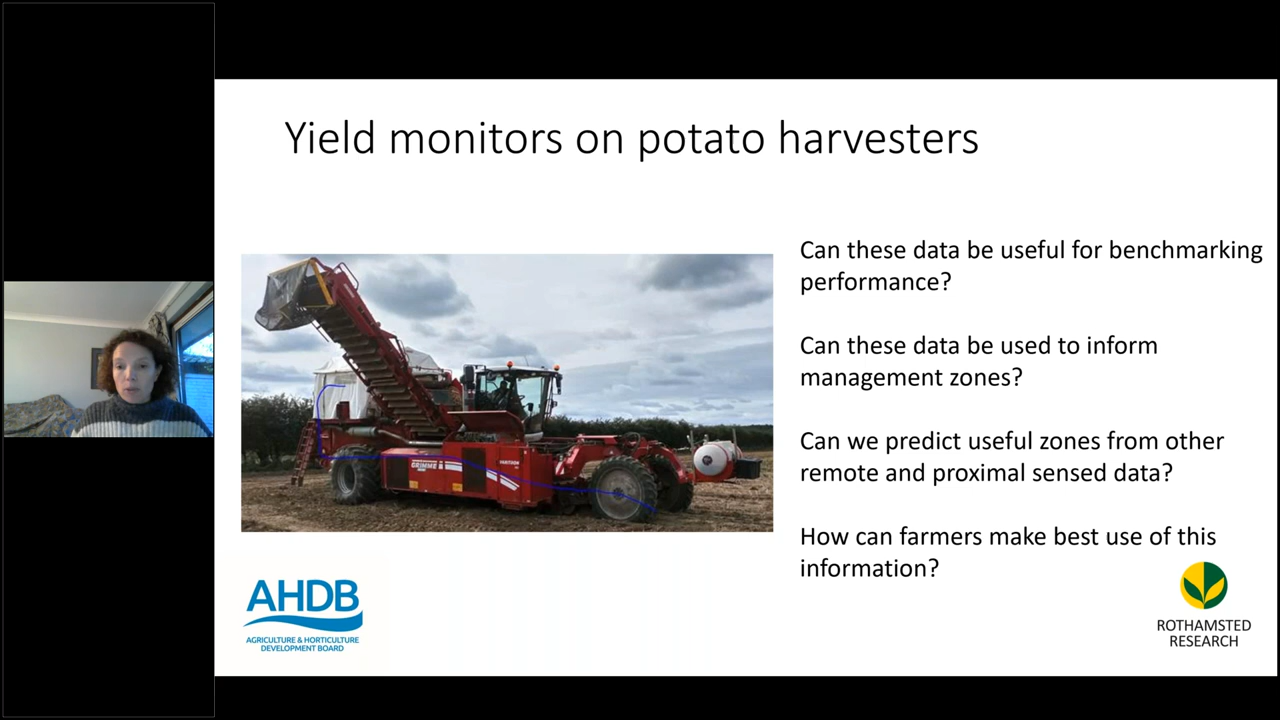 Yield monitors on potato harvesters
Can these data be useful for benchmarking
performance?
Can these data be used to inform
management zones?
Can we predict useful zones from other
remote and proximal sensed data?
How can farmers make best use of this
information?
GRIMME
AHDB
AGRICULTURE & HORTICULTURE
DEVELOPMENT BOARD
ROTHAMSTED
RESEARCH